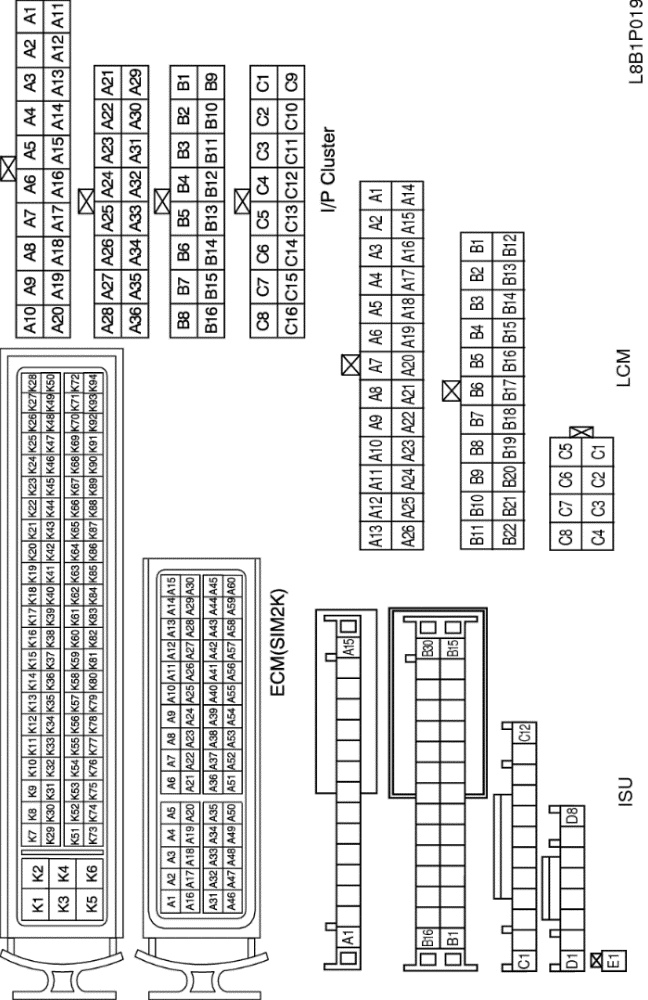 K1 K2
K7 K8 K9 K10 K11 K12 K13 K14 K15 K16 K17 K18 K19 K20 K21 K22 K23 K24 K25 K26 K27 K28
K29 K30 K31 K32 K33 K34 K35 K36 K37 K38 K39 K40 K41 K42 K43 K44 K45 K46 K47 K48 K49 K50
K3 K4
K51 K52 K53 K54 K55 K56 K57 K58 K59 K60 K61 K62 K63 K64 K65 K66 K67 K68 K69 K70 K71 K72
K5 K6
K73 K74 K75 K76 K77 K78 K79 K80 K81 K82 K83 K84 K85 K86 K87 K88 K89 K90 K91 K92 K93 K94
A1 A2 A3 A4 A5 A6 A7 A8 A9 A10 A11 A12 A13 A14 A15
A16 A17 A18 A19 A20 A21 A22 A23 A24 A25 A26 A27 A28 A29 A30
A31 A32 A33 A34 A35 A36 A37 A38 A39 A40 A41 A42 A43 A44 A45
A46 A47 A48 A49 A50 A51 A52 A53 A54 A55 A56 A57 A58 A59 A60
ECM(SIM2K)
A10 A9 A8 A7 A6 A5 A4 A3 A2 A1
A20 A19 A18 A17 A16 A15 A14 A13 A12 A11
A28 A27 A26 A25 A24 A23 A22 A21
A36 A35 A34 A33 A32 A31 A30 A29
B8 B7 B6 B5 B4 B3 B2 B1
B16 B15 B14 B13 B12 B11 B10 B9
C8 C7 C6 C5 C4 C3 C2 C1
C16 C15 C14 C13 C12 C11 C10 C9
I/P Cluster
A1 A15
B16 B30
B1 B15
C1 C12
D1 D8
E1
ISU
A13 A12 A11 A10 A9 A8 A7 A6 A5 A4 A3 A2 A1
A26 A25 A24 A23 A22 A21 A20 A19 A18 A17 A16 A15 A14
B11 B10 B9 B8 B7 B6 B5 B4 B3 B2 B1
B22 B21 B20 B19 B18 B17 B16 B15 B14 B13 B12
C8 C7 C6 C5
C4 C3 C2 C1
LCM
L8B1P019